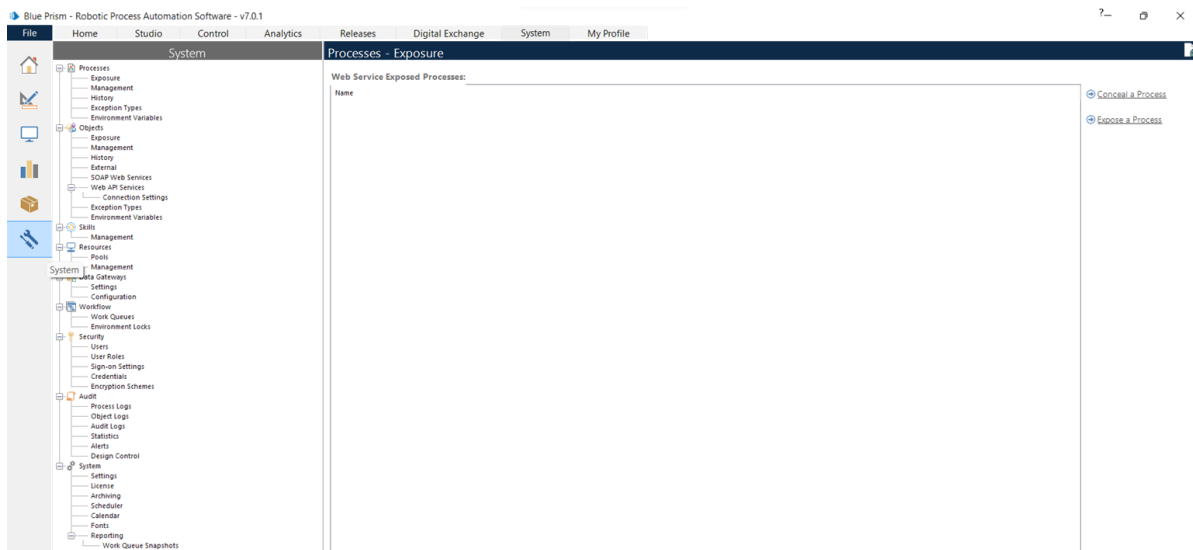 Blue Prism - Robotic Process Automation Software - v7.0.1
File Home Studio Control Analytics Releases Digital Exchange System My Profile
System
Processes
Exposure
Management
History
Exception Types
Environment Variables
Objects
Exposure
Management
History
External
SOAP Web Services
Web API Services
Connection Settings
Exception Types
Environment Variables
Skills
Management
Resources
Pools
Management
System
Data Gateways
Settings
Configuration
Workflow
Work Queues
Environment Locks
Security
Users
User Roles
Sign-on Settings
Credentials
Encryption Schemes
Audit
Process Logs
Object Logs
Audit Logs
Statistics
Alerts
Design Control
System
Settings
License
Archiving
Scheduler
Calendar
Fonts
Reporting
Work Queue Snapshots
Processes - Exposure
Web Service Exposed Processes:
Name
Conceal a Process
Expose a Process